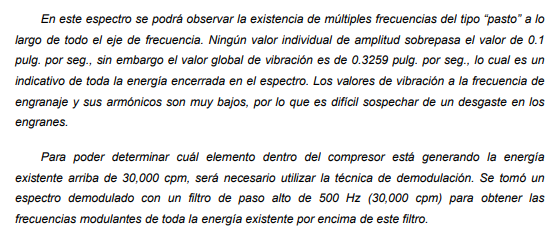 En este espectro se podrá observar la existencia de múltiples frecuencias del tipo “pasto” a lo
largo de todo el eje de frecuencia. Ningún valor individual de amplitud sobrepasa el valor de 0.1
pulg. por seg., sin embargo el valor global de vibración es de 0.3259 pulg. por seg., lo cual es un
indicativo de toda la energía encerrada en el espectro. Los valores de vibración a la frecuencia de
engranaje y sus armónicos son muy bajos, por lo que es difícil sospechar de un desgaste en los
engranes.
Para poder determinar cuál elemento dentro del compresor está generando la energía
existente arriba de 30,000 cpm, será necesario utilizar la técnica de demodulación. Se tomó un
espectro demodulado con un filtro de paso alto de 500 Hz (30,000 cpm) para obtener las
frecuencias modulantes de toda la energía existente por encima de este filtro.